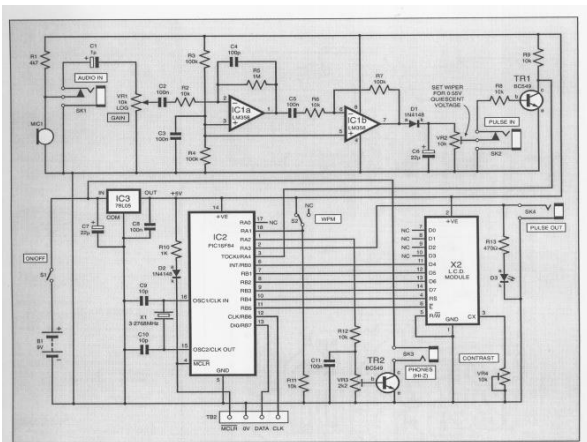 R1
4k7
C1
1μ
AUDIO IN
SK1
MIC1
VR1
10k
LOG
GAIN
C2
100n
R2
10k
C3
100n
R3
100k
R4
100k
C4
100p
R5
1M
IC1a
LM358
C5
100n
R6
10k
IC1b
LM358
R7
100k
D1
1N4148
C6
22μ
SET WIPER
FOR 0·58V
QUIESCENT
VOLTAGE
VR2
10k
R8
10k
R9
10k
TR1
BC549
PULSE IN
SK2
IN
IC3
78L05
OUT
COM
+5V
C7
22μ
C8
100n
ON/OFF
S1
B1
9V
R10
1K
D2
1N4148
C9
10p
X1
3.2768MHz
C10
10p
+VE
IC2
PIC16F84
OSC1/CLK IN
OSC2/CLK OUT
MCLR
GND
RA0
RA1
RA2
RA3
TOCK/RA4
INT/RB0
RB1
RB2
RB3
RB4
RB5
CLK/RB6
DIO/RB7
NC
S2
NC
WPM
R11
10k
R12
10k
C11
100n
VR3
2k2
TR2
BC549
SK3
PHONES
(HI-Z)
+VE
X2
L.C.D.
MODULE
NC
NC
NC
NC
D0
D1
D2
D3
D4
D5
D6
D7
RS
E
R/W
GND
CX
R13
470Ω
D3
SK4
PULSE OUT
CONTRAST
VR4
10k
TB2
MCLR
0V
DATA
CLK